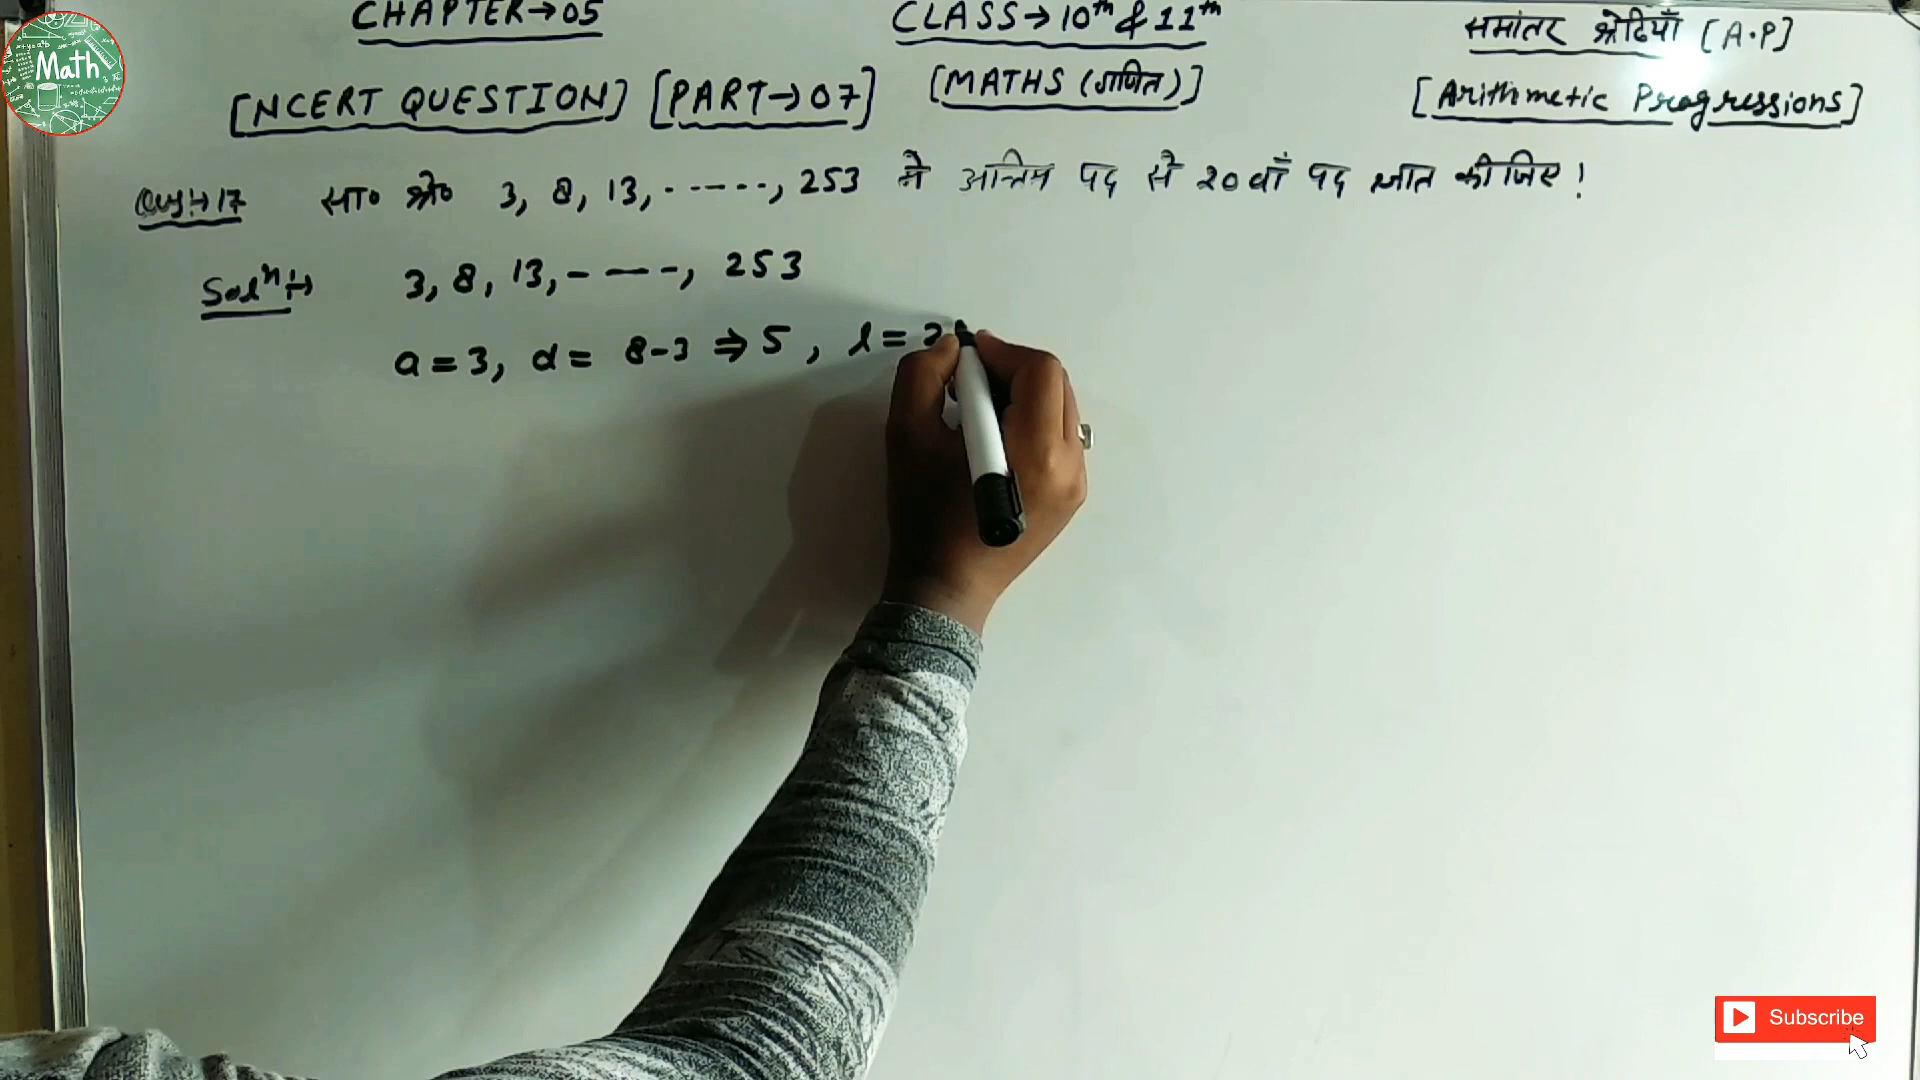 CHAPTER→05
CLASS→10th & 11th
समांतर श्रेढियाँ [A.P]
Math
[NCERT QUESTION] [PART→07]
[MATHS (गणित)]
[Arithmetic Progressions]
Ques:→17 सा० श्रे० 3, 8, 13, ------, 253 में अन्तिम पद से 20वाँ पद ज्ञात कीजिए!
Solⁿ:→ 3, 8, 13, - — - -, 253
a = 3, d = 8-3 ⇒ 5, l = 2
Subscribe